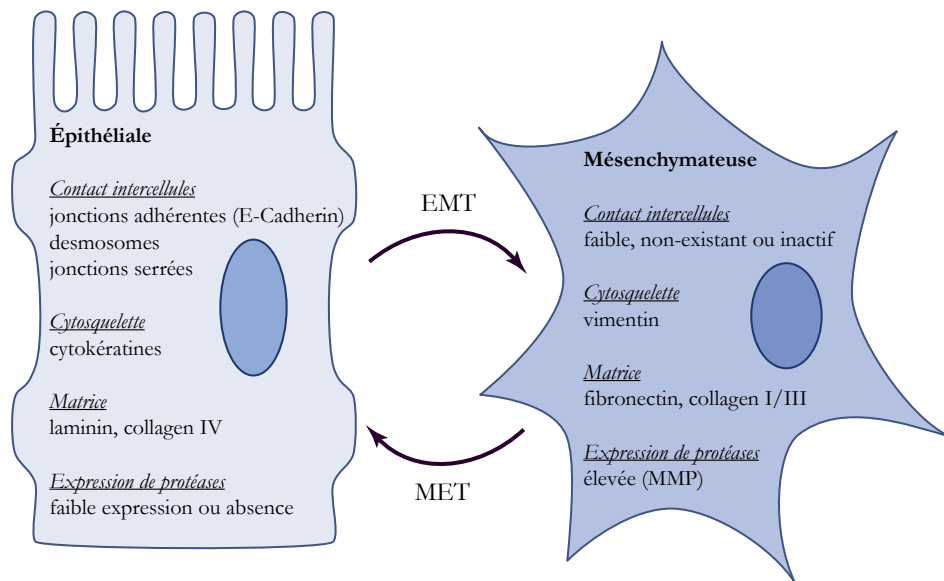 Épithéliale
Contact intercellules
jonctions adhérentes (E-Cadherin)
desmosomes
jonctions serrées
Cytosquelette
cytokératines
Matrice
laminin, collagen IV
Expression de protéases
faible expression ou absence
EMT
MET
Mésenchymateuse
Contact intercellules
faible, non-existant ou inactif
Cytosquelette
vimentin
Matrice
fibronectin, collagen I/III
Expression de protéases
élevée (MMP)